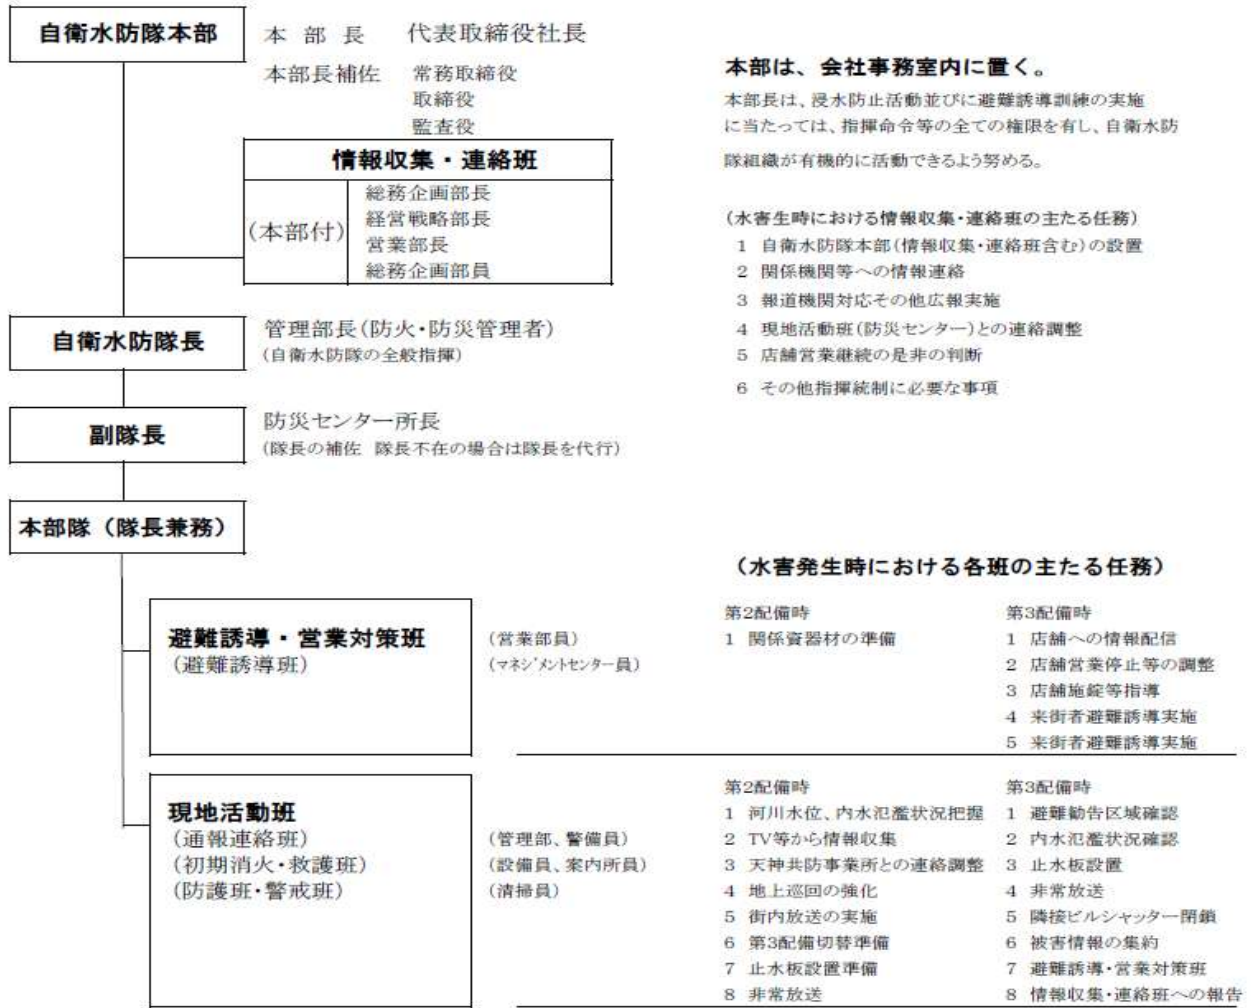 自衛水防隊本部
本 部 長 代表取締役社長
本部長補佐 常務取締役
取締役
監査役
情報収集・連絡班
(本部付)
総務企画部長
経営戦略部長
営業部長
総務企画部員
本部は、会社事務室内に置く。
本部長は、浸水防止活動並びに避難誘導訓練の実施
に当たっては、指揮命令等の全ての権限を有し、自衛水防
隊組織が有機的に活動できるよう努める。
(水害生時における情報収集・連絡班の主たる任務)
1 自衛水防隊本部(情報収集・連絡班含む)の設置
2 関係機関等への情報連絡
3 報道機関対応その他広報実施
4 現地活動班(防災センター)との連絡調整
5 店舗営業継続の是非の判断
6 その他指揮統制に必要な事項
自衛水防隊長
管理部長(防火・防災管理者)
(自衛水防隊の全般指揮)
副隊長
防災センター所長
(隊長の補佐 隊長不在の場合は隊長を代行)
本部隊(隊長兼務)
(水害発生時における各班の主たる任務)
避難誘導・営業対策班
(避難誘導班)
(営業部員)
(マネジメントセンター員)
第2配備時
1 関係資器材の準備
第3配備時
1 店舗への情報配信
2 店舗営業停止等の調整
3 店舗施錠等指導
4 来街者避難誘導実施
5 来街者避難誘導実施
現地活動班
(通報連絡班)
(初期消火・救護班)
(防護班・警戒班)
(管理部、警備員)
(設備員、案内所員)
(清掃員)
第2配備時
1 河川水位、内水氾濫状況把握
2 TV等から情報収集
3 天神共防事業所との連絡調整
4 地上巡回の強化
5 街内放送の実施
6 第3配備切替準備
7 止水板設置準備
8 非常放送
第3配備時
1 避難勧告区域確認
2 内水氾濫状況確認
3 止水板設置
4 非常放送
5 隣接ビルシャッター閉鎖
6 被害情報の集約
7 避難誘導・営業対策班
8 情報収集・連絡班への報告